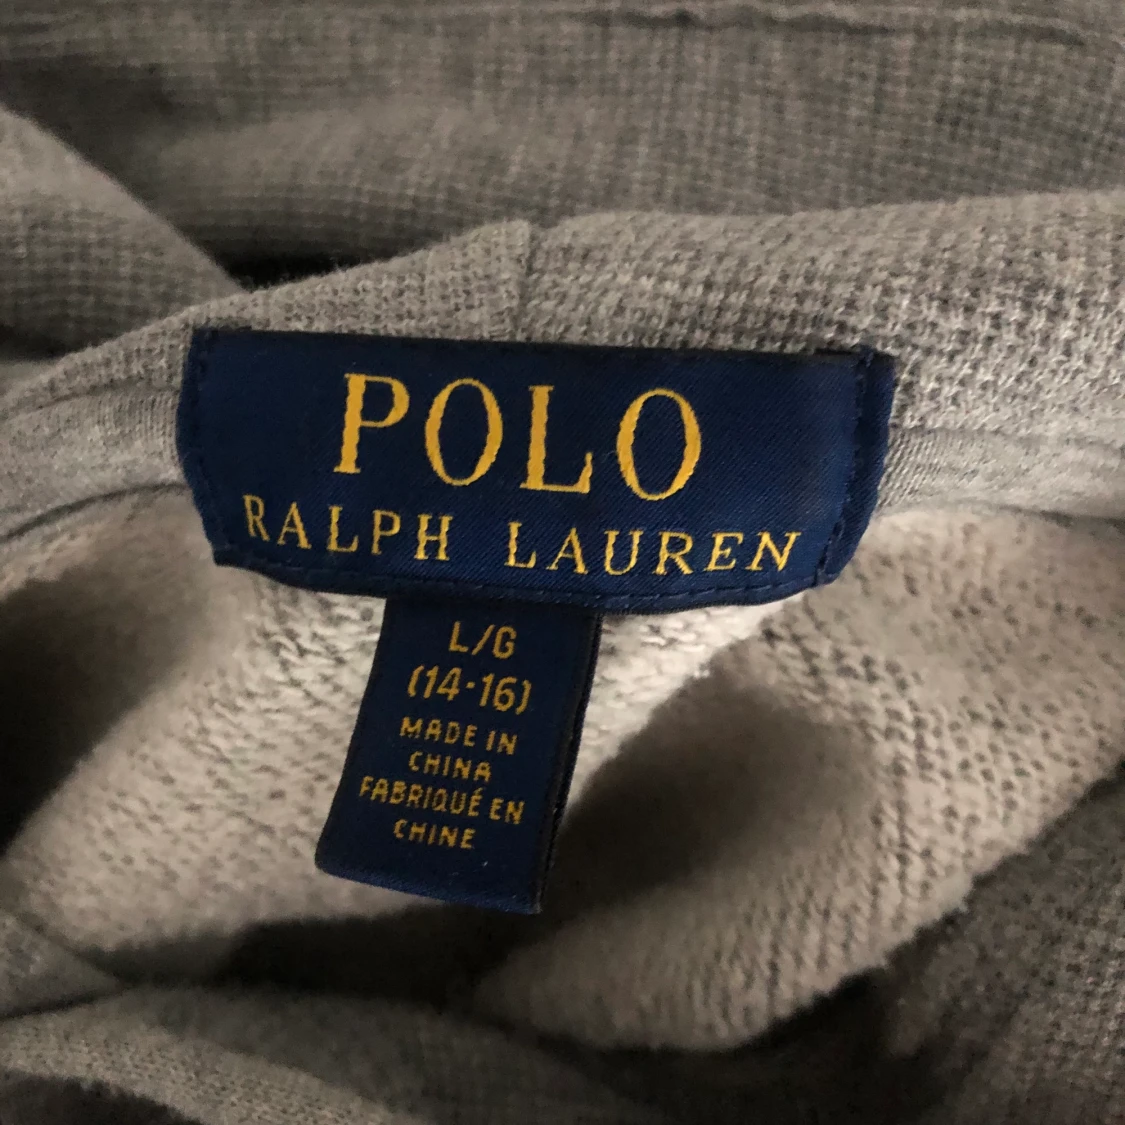 POLO
RALPH LAUREN
L/G
(14-16)
MADE IN
CHINA
FABRIQUÉ EN
CHINE